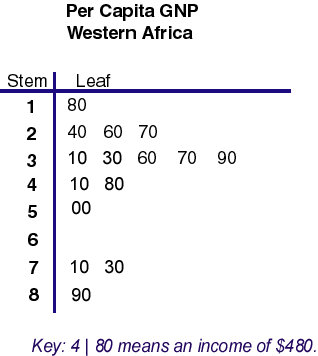 Per Capita GNP
Western Africa
Stem Leaf
1 80
2 40 60 70
3 10 30 60 70 90
4 10 80
5 00
6
7 10 30
8 90
Key: 4 | 80 means an income of $480.